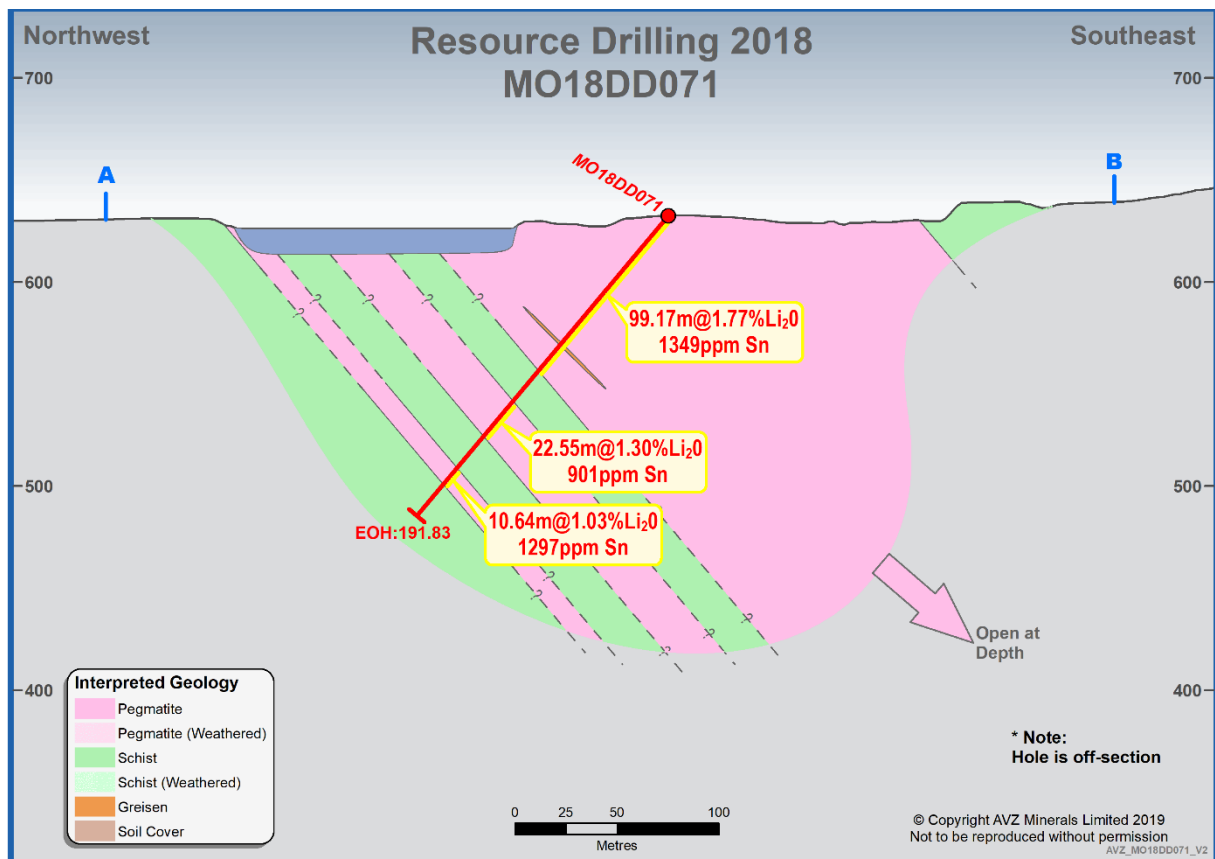 Northwest
Resource Drilling 2018
MO18DD071
Southeast
700
700
A
MO18DD071
B
600
600
99.17m@1.77%Li₂0
1349ppm Sn
22.55m@1.30%Li₂0
901ppm Sn
500
500
10.64m@1.03%Li₂0
1297ppm Sn
EOH:191.83
?
?
?
?
?
?
?
?
?
Open at
Depth
400
400
Interpreted Geology
Pegmatite
Pegmatite (Weathered)
Schist
Schist (Weathered)
Greisen
Soil Cover
* Note:
Hole is off-section
0 25 50 100
Metres
© Copyright AVZ Minerals Limited 2019
Not to be reproduced without permission
AVZ_MO18DD071_V2